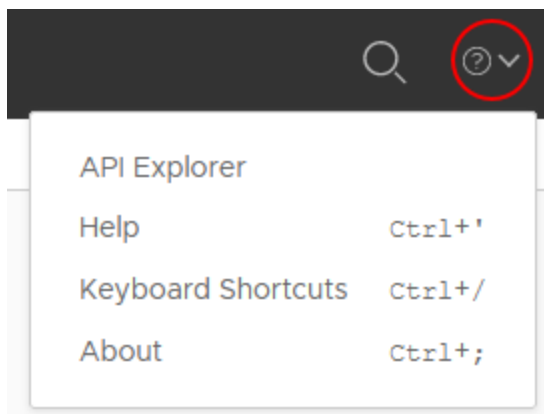 ?
API Explorer
Help Ctrl+'
Keyboard Shortcuts Ctrl+/
About Ctrl+;